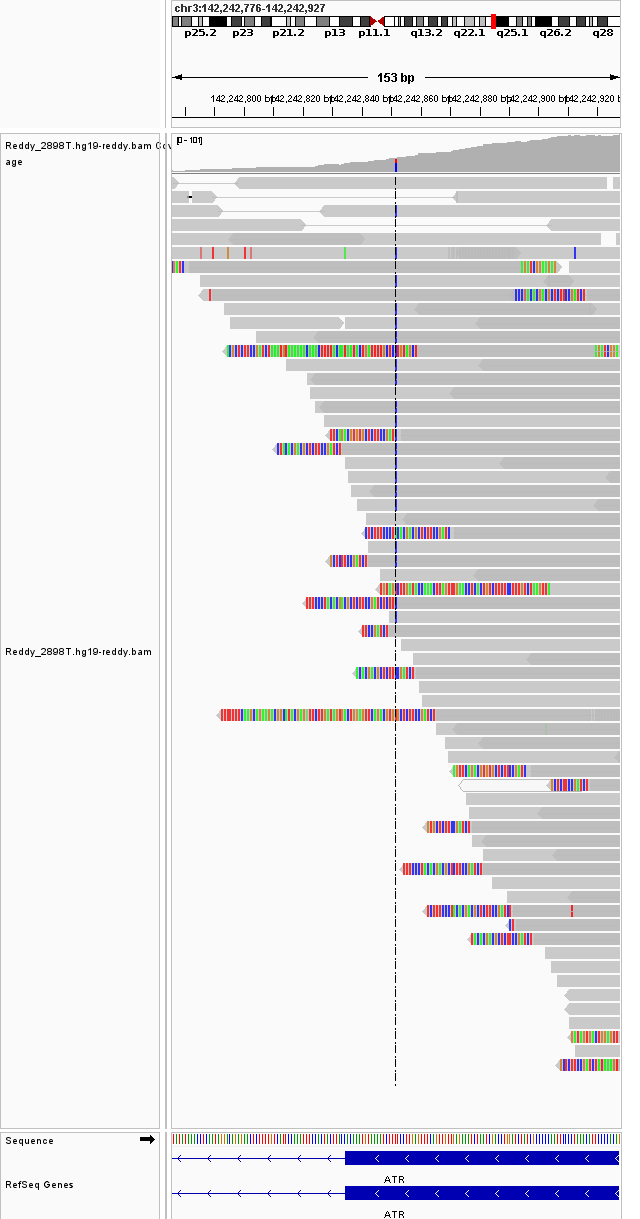 chr3:142,242,776-142,242,927
p25.2 p23 p21.2 p13 p11.1 q13.2 q22.1 q25.1 q26.2 q28
153 bp
142,242,800 bp 142,242,820 bp 142,242,840 bp 142,242,860 bp 142,242,880 bp 142,242,900 bp 142,242,920 b
Reddy_2898T.hg19-reddy.bam Cov
age
[0 - 101]
Reddy_2898T.hg19-reddy.bam
Sequence
ATR
RefSeq Genes
ATR